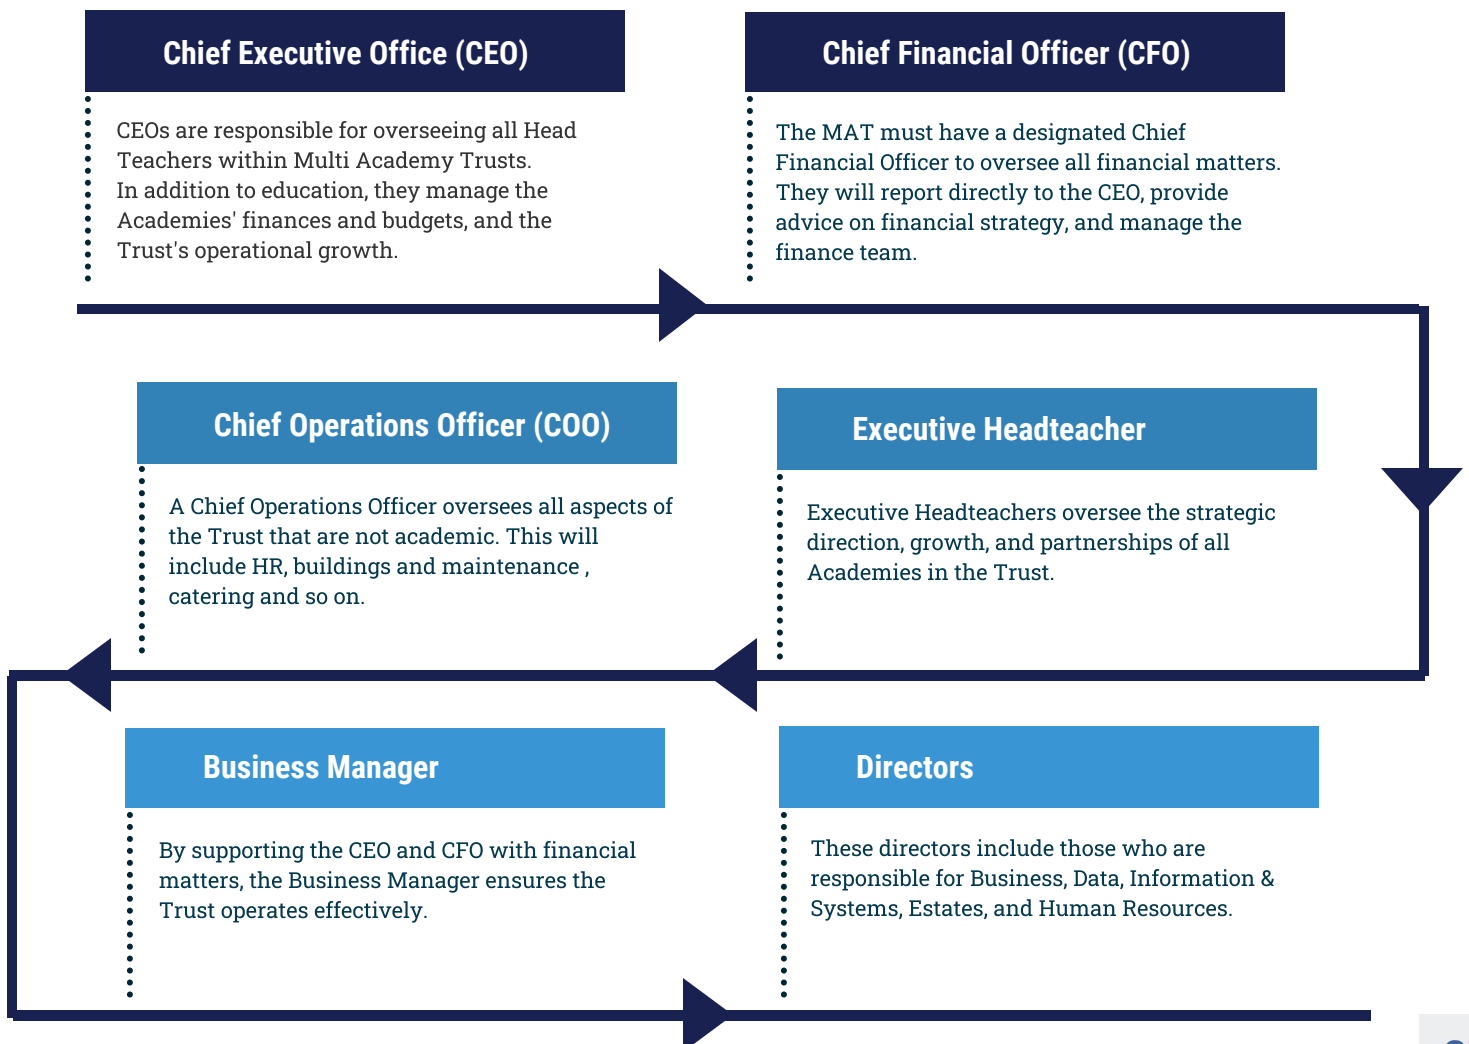 Chief Executive Office (CEO)
CEOs are responsible for overseeing all Head
Teachers within Multi Academy Trusts.
In addition to education, they manage the
Academies' finances and budgets, and the
Trust's operational growth.
Chief Financial Officer (CFO)
The MAT must have a designated Chief
Financial Officer to oversee all financial matters.
They will report directly to the CEO, provide
advice on financial strategy, and manage the
finance team.
Chief Operations Officer (COO)
A Chief Operations Officer oversees all aspects of
the Trust that are not academic. This will
include HR, buildings and maintenance ,
catering and so on.
Executive Headteacher
Executive Headteachers oversee the strategic
direction, growth, and partnerships of all
Academies in the Trust.
Business Manager
By supporting the CEO and CFO with financial
matters, the Business Manager ensures the
Trust operates effectively.
Directors
These directors include those who are
responsible for Business, Data, Information &
Systems, Estates, and Human Resources.